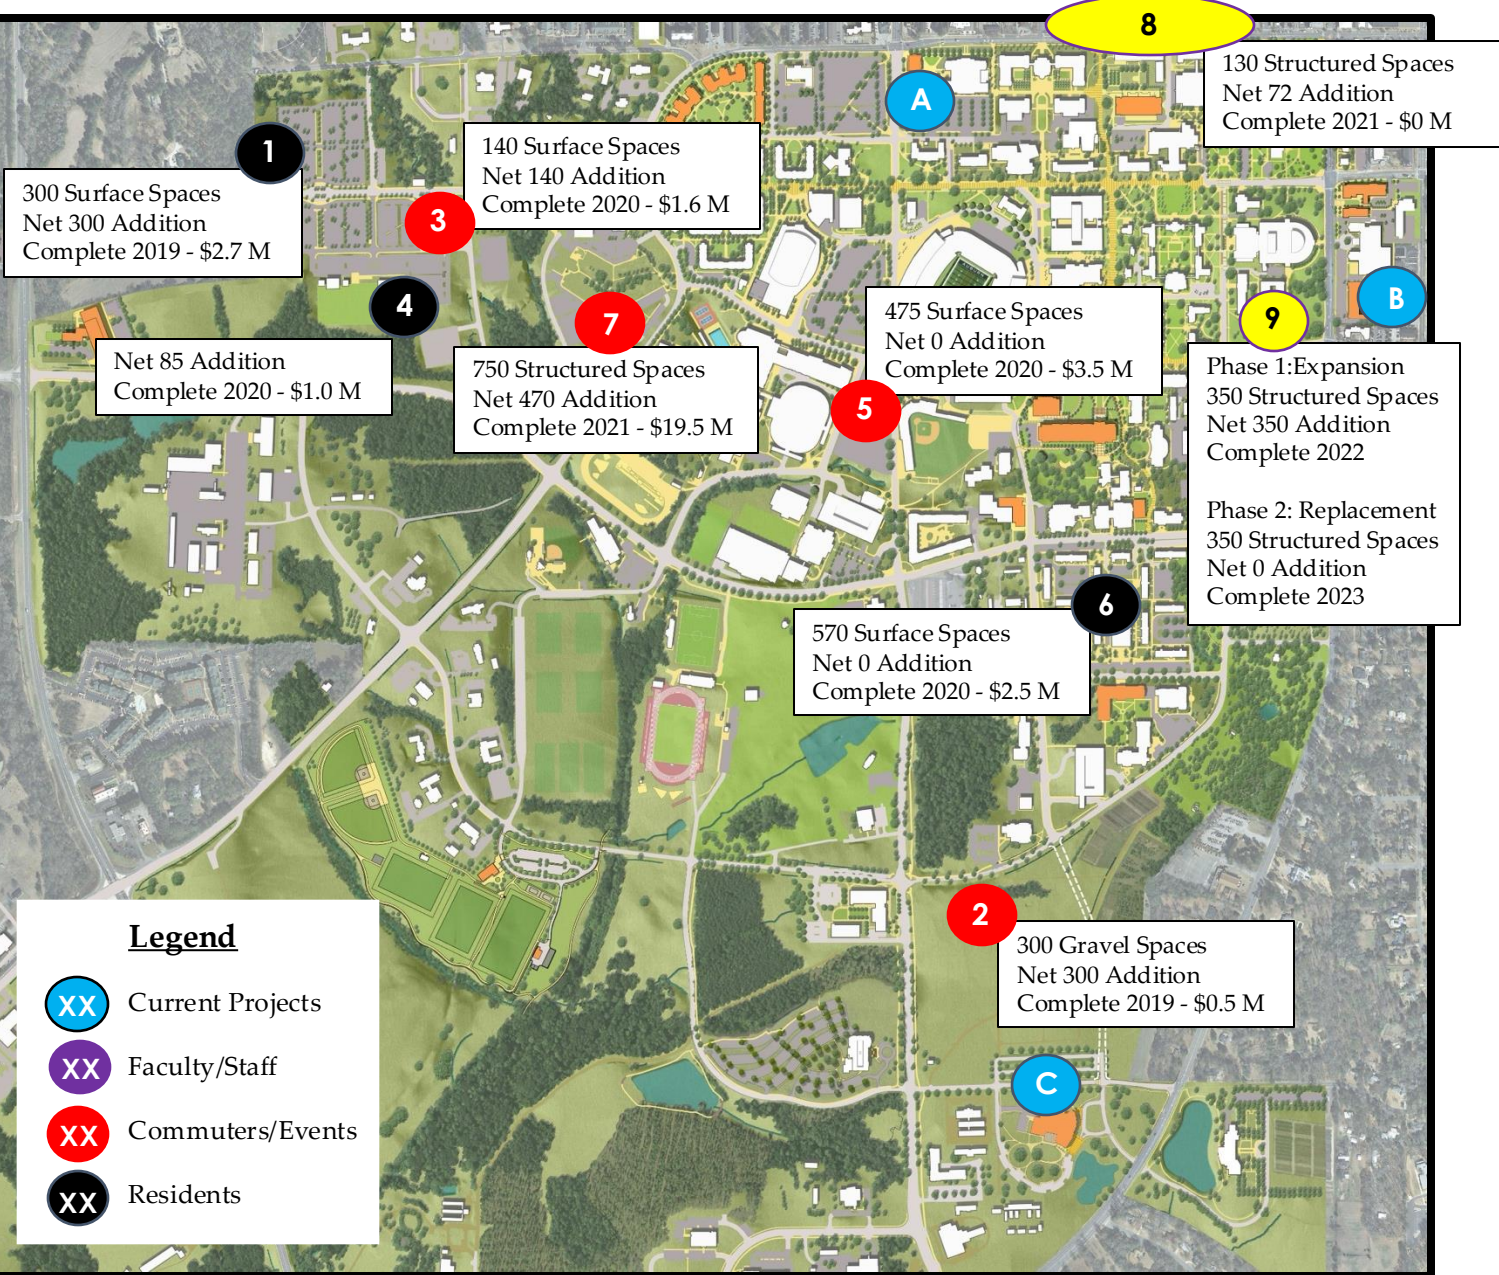 8
130 Structured Spaces
Net 72 Addition
Complete 2021 - $0 M
A
1
300 Surface Spaces
Net 300 Addition
Complete 2019 - $2.7 M
140 Surface Spaces
Net 140 Addition
Complete 2020 - $1.6 M
3
4
Net 85 Addition
Complete 2020 - $1.0 M
7
750 Structured Spaces
Net 470 Addition
Complete 2021 - $19.5 M
475 Surface Spaces
Net 0 Addition
Complete 2020 - $3.5 M
5
B
9
Phase 1:Expansion
350 Structured Spaces
Net 350 Addition
Complete 2022
Phase 2: Replacement
350 Structured Spaces
Net 0 Addition
Complete 2023
6
570 Surface Spaces
Net 0 Addition
Complete 2020 - $2.5 M
2
300 Gravel Spaces
Net 300 Addition
Complete 2019 - $0.5 M
C
Legend
XX Current Projects
XX Faculty/Staff
XX Commuters/Events
XX Residents